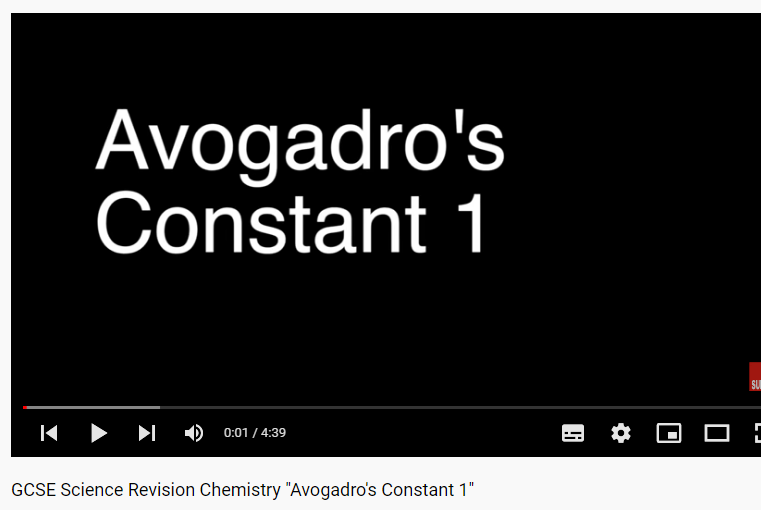 Avogadro's
Constant 1
0:01 / 4:39
GCSE Science Revision Chemistry "Avogadro's Constant 1"